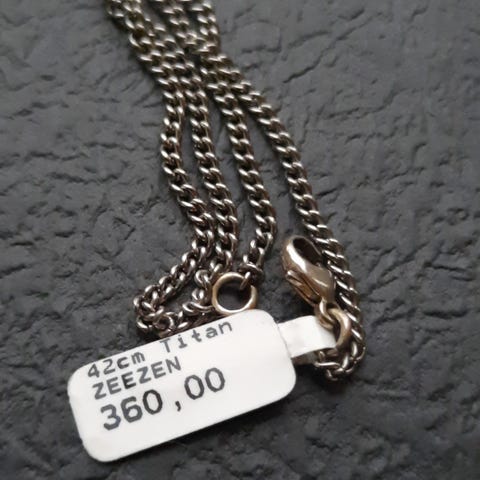 42cm Titan
ZEEZEN
360,00